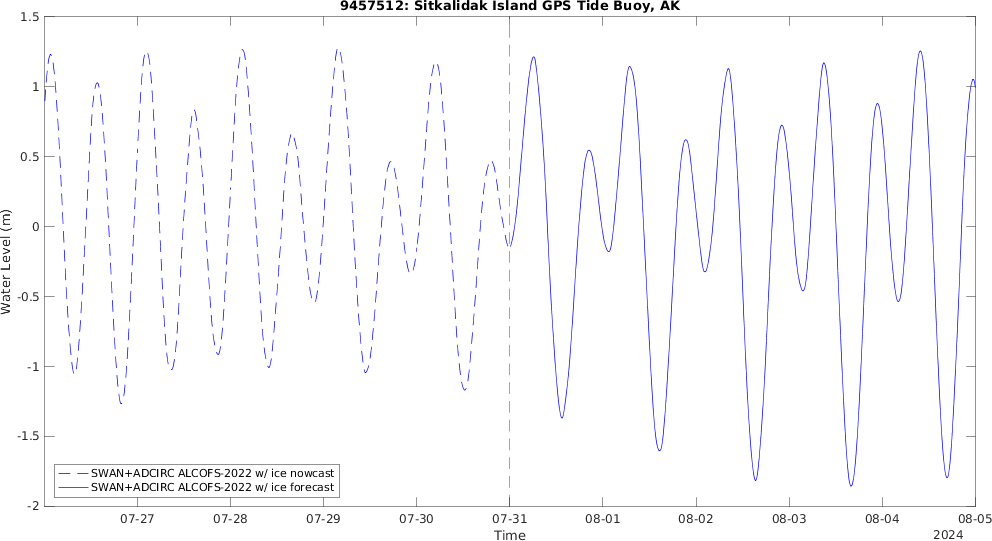 9457512: Sitkalidak Island GPS Tide Buoy, AK
1.5
1
0.5
0
-0.5
-1
-1.5
-2
Water Level (m)
SWAN+ADCIRC ALCOFS-2022 w/ ice nowcast
SWAN+ADCIRC ALCOFS-2022 w/ ice forecast
07-27 07-28 07-29 07-30 07-31 08-01 08-02 08-03 08-04 08-05
Time
2024